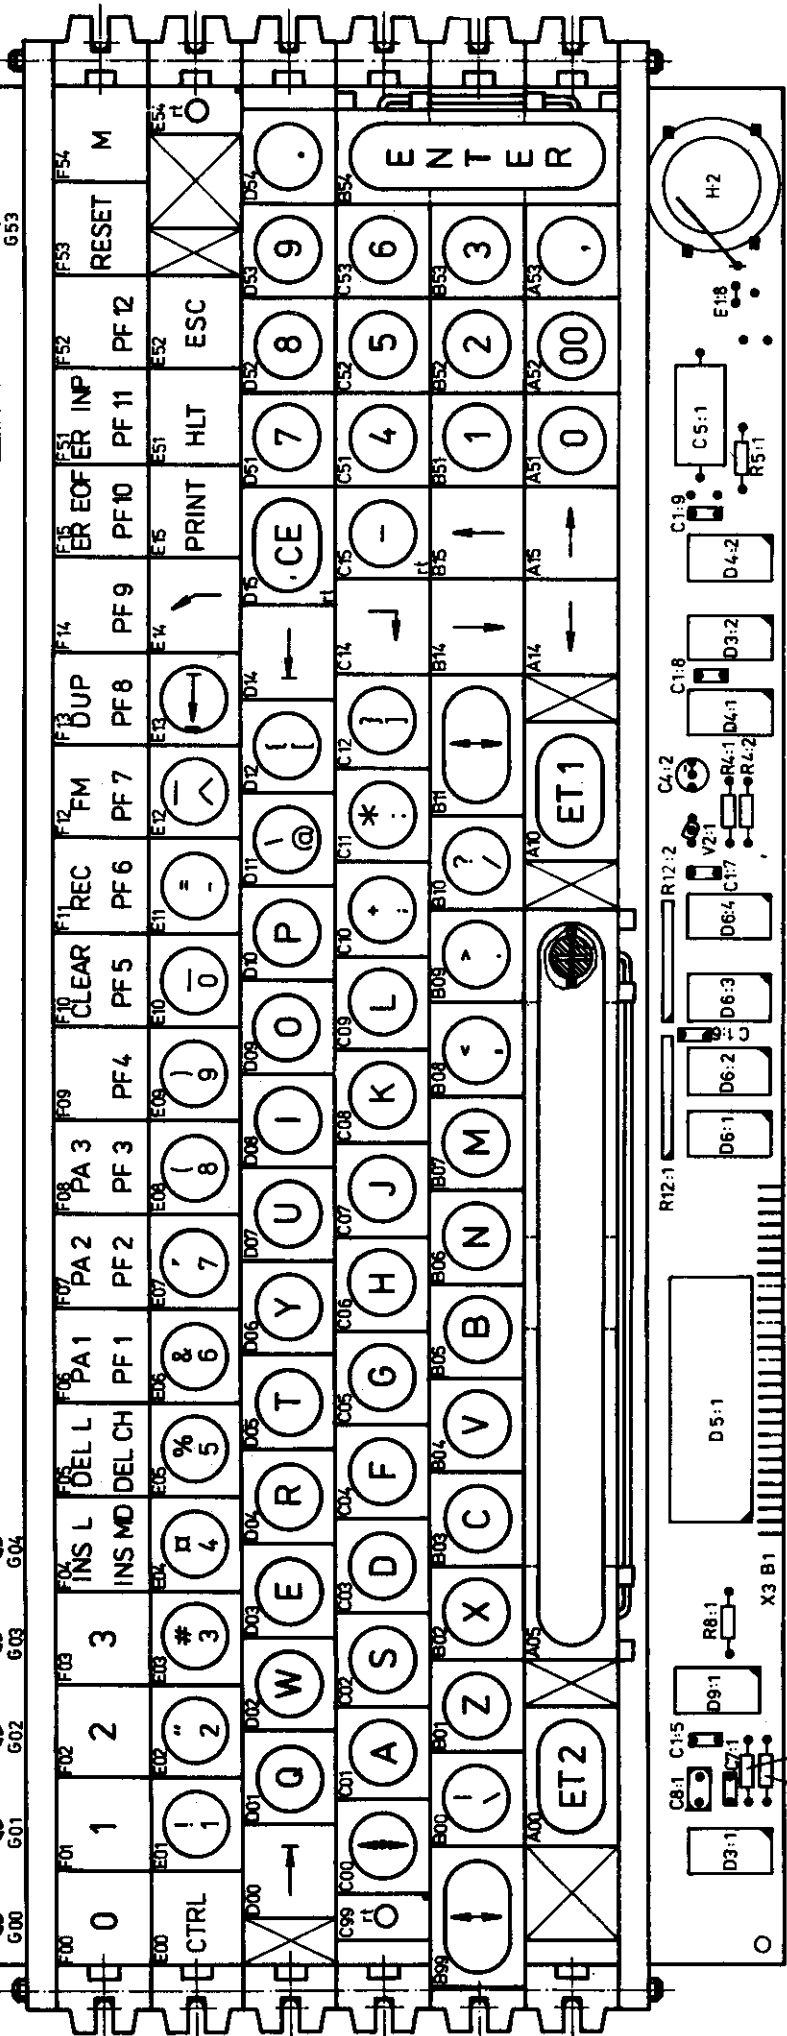 G00 G01 G02 G03 G04 G53
F00 F01 F02 F03 F04 F05 F06 F07 F08 F09 F10 F11 F12 F13 F14 F15 F51 F52 F53 F54
INS L DEL L PA 1 PA 2 PA 3 CLEAR REC FM DUP ER EOF ER INP
0 1 2 3 INS MD DEL CH PF 1 PF 2 PF 3 PF 4 PF 5 PF 6 PF 7 PF 8 PF 9 PF10 PF 11 PF 12 RESET M
E00 E01 E02 E03 E04 E05 E06 E07 E08 E09 E10 E11 E12 E13 E14 E15 E51 E52 E54
! " # ¤ % & ' ( ) _ = ‾ rt
CTRL 1 2 3 4 5 6 7 8 9 0 - ^ PRINT HLT ESC
D00 D01 D02 D03 D04 D05 D06 D07 D08 D09 D10 D11 D12 D14 D15 D51 D52 D53 D54
Q W E R T Y U I O P \ @ { [ ← .CE 7 8 9 .
rt
C99 C00 C01 C02 C03 C04 C05 C06 C07 C08 C09 C10 C11 C12 C14 C15 C51 C52 C53 B54
rt A S D F G H J K L + ; * : } ] ↵ - 4 5 6 ENTER
rt
B99 B00 B01 B02 B03 B04 B05 B06 B07 B08 B09 B10 B11 B14 B15 B51 B52 B53
| \ Z X C V B N M < , > . ? / 1 2 3
A00 A05 A10 A14 A15 A51 A52 A53
ET2 ET1 0 00 ,
C8:1 C1:5 R12:1 R12:2 C4:2 C1:8 C1:9
C7:1 R8:1 C1:6 C1:7 V2:1 R4:1 R4:2 E1:8 H:2
D3:1 D9:1 D5:1 D6:1 D6:2 D6:3 D6:4 D4:1 D3:2 D4:2 C5:1
R5:1
X3 B1